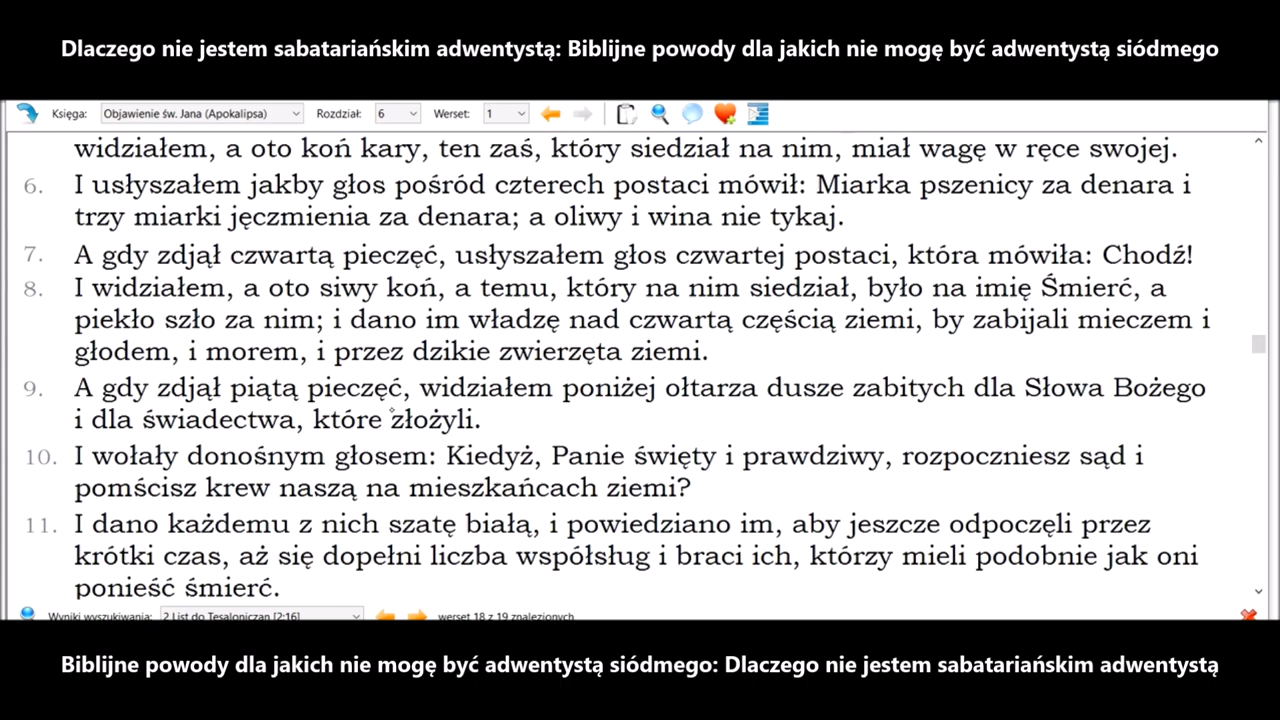 Dlaczego nie jestem sabatariańskim adwentystą: Biblijne powody dla jakich nie mogę być adwentystą siódmego
Księga: Objawienie św. Jana (Apokalipsa) Rozdział: 6 Werset: 1
widziałem, a oto koń kary, ten zaś, który siedział na nim, miał wagę w ręce swojej.
6. I usłyszałem jakby głos pośród czterech postaci mówił: Miarka pszenicy za denara i
trzy miarki jęczmienia za denara; a oliwy i wina nie tykaj.
7. A gdy zdjął czwartą pieczęć, usłyszałem głos czwartej postaci, która mówiła: Chodź!
8. I widziałem, a oto siwy koń, a temu, który na nim siedział, było na imię Śmierć, a
piekło szło za nim; i dano im władzę nad czwartą częścią ziemi, by zabijali mieczem i
głodem, i morem, i przez dzikie zwierzęta ziemi.
9. A gdy zdjął piątą pieczęć, widziałem poniżej ołtarza dusze zabitych dla Słowa Bożego
i dla świadectwa, które złożyli.
10. I wołały donośnym głosem: Kiedyż, Panie święty i prawdziwy, rozpoczniesz sąd i
pomścisz krew naszą na mieszkańcach ziemi?
11. I dano każdemu z nich szatę białą, i powiedziano im, aby jeszcze odpoczęli przez
krótki czas, aż się dopełni liczba współsług i braci ich, którzy mieli podobnie jak oni
ponieść śmierć.
Wyniki wyszukiwania: 2 List do Tesaloniczan [2:16] werset 18 z 19 znalezionych
Biblijne powody dla jakich nie mogę być adwentystą siódmego: Dlaczego nie jestem sabatariańskim adwentystą